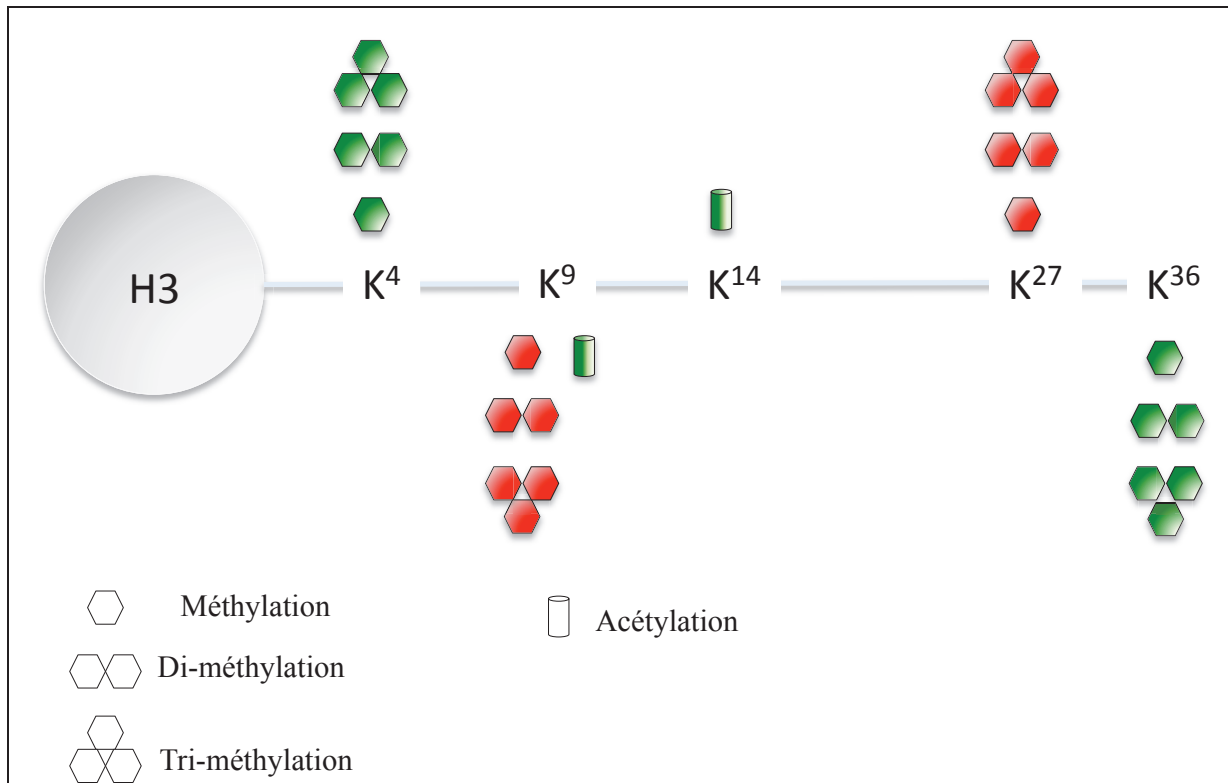 H3 K⁴ K⁹ K¹⁴ K²⁷ K³⁶
Méthylation
Acétylation
Di-méthylation
Tri-méthylation